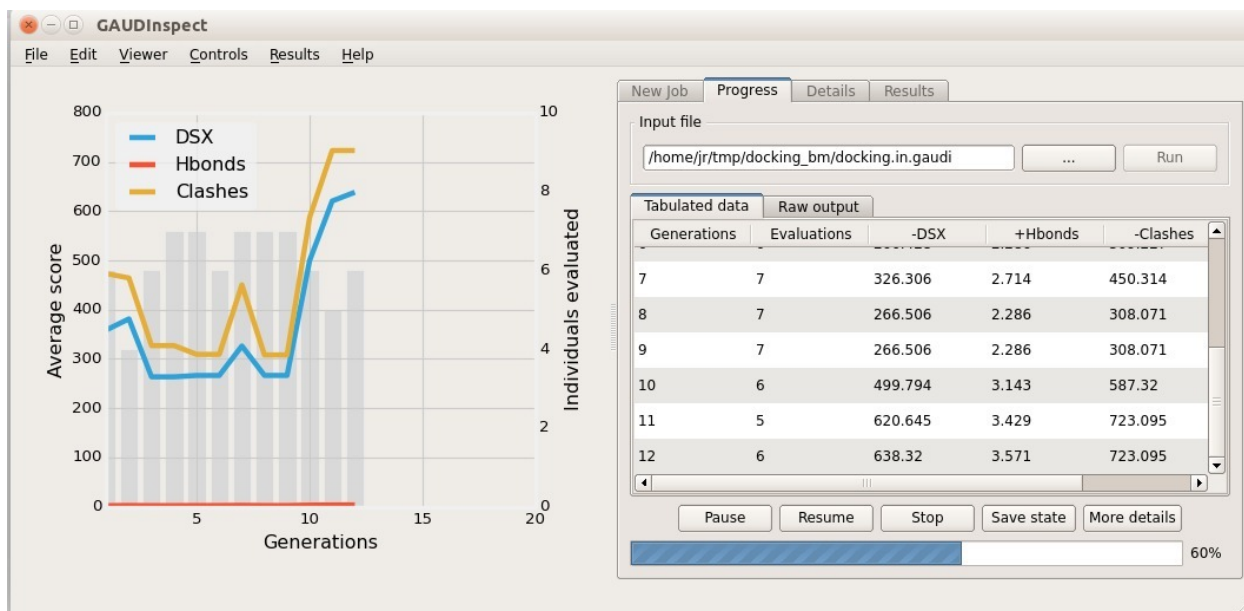 GAUDInspect
File Edit Viewer Controls Results Help
New Job Progress Details Results
Input file
/home/jr/tmp/docking_bm/docking.in.gaudi ... Run
Tabulated data Raw output
Generations Evaluations -DSX +Hbonds -Clashes
7 7 326.306 2.714 450.314
8 7 266.506 2.286 308.071
9 7 266.506 2.286 308.071
10 6 499.794 3.143 587.32
11 5 620.645 3.429 723.095
12 6 638.32 3.571 723.095
Pause Resume Stop Save state More details
60%
DSX
Hbonds
Clashes
Average score
800
700
600
500
400
300
200
100
0
5 10 15 20
Generations
10
8
6
4
2
0
Individuals evaluated